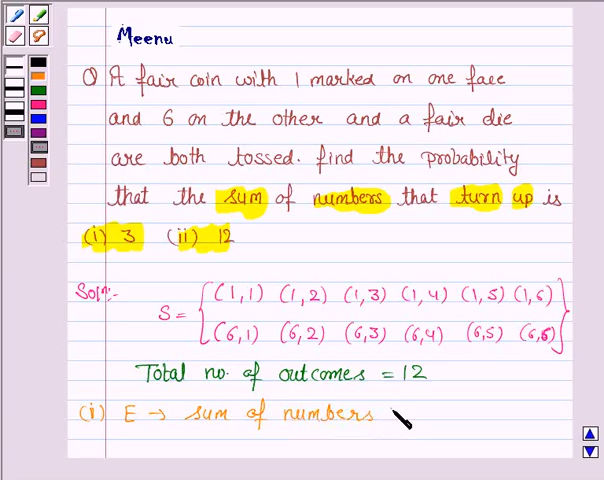 Meenu
Q A fair coin with 1 marked on one face
and 6 on the other and a fair die
are both tossed. find the probability
that the sum of numbers that turn up is
(i) 3 (ii) 12
Soln:-
S = {(1,1) (1,2) (1,3) (1,4) (1,5) (1,6)
(6,1) (6,2) (6,3) (6,4) (6,5) (6,6)}
Total no. of outcomes = 12
(i) E → sum of numbers